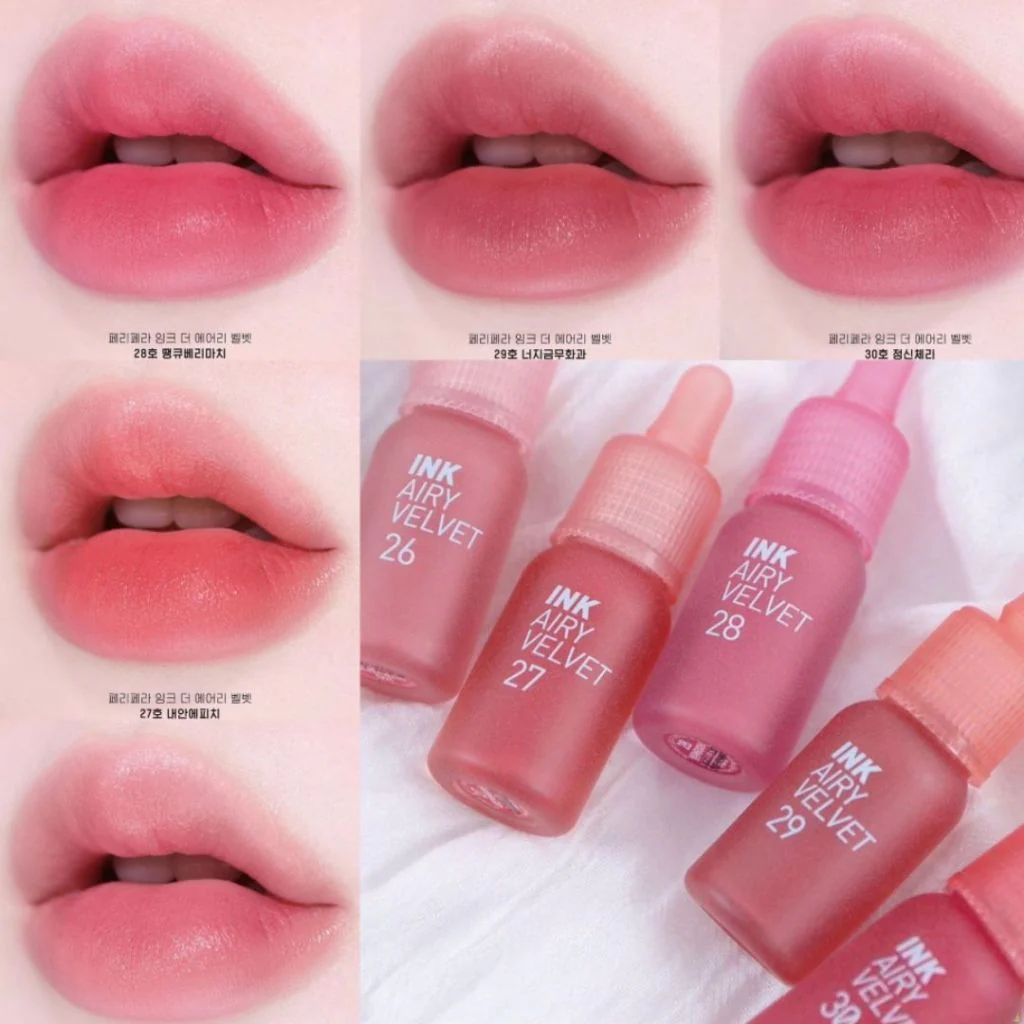 페리페라 잉크 더 에어리 벨벳
28호 땡큐베리마치
페리페라 잉크 더 에어리 벨벳
29호 너지금무화과
페리페라 잉크 더 에어리 벨벳
30호 정신체리
페리페라 잉크 더 에어리 벨벳
27호 내안에피치
INK
AIRY
VELVET
26
INK
AIRY
VELVET
27
INK
AIRY
VELVET
28
INK
AIRY
VELVET
29
INK
AIRY
30